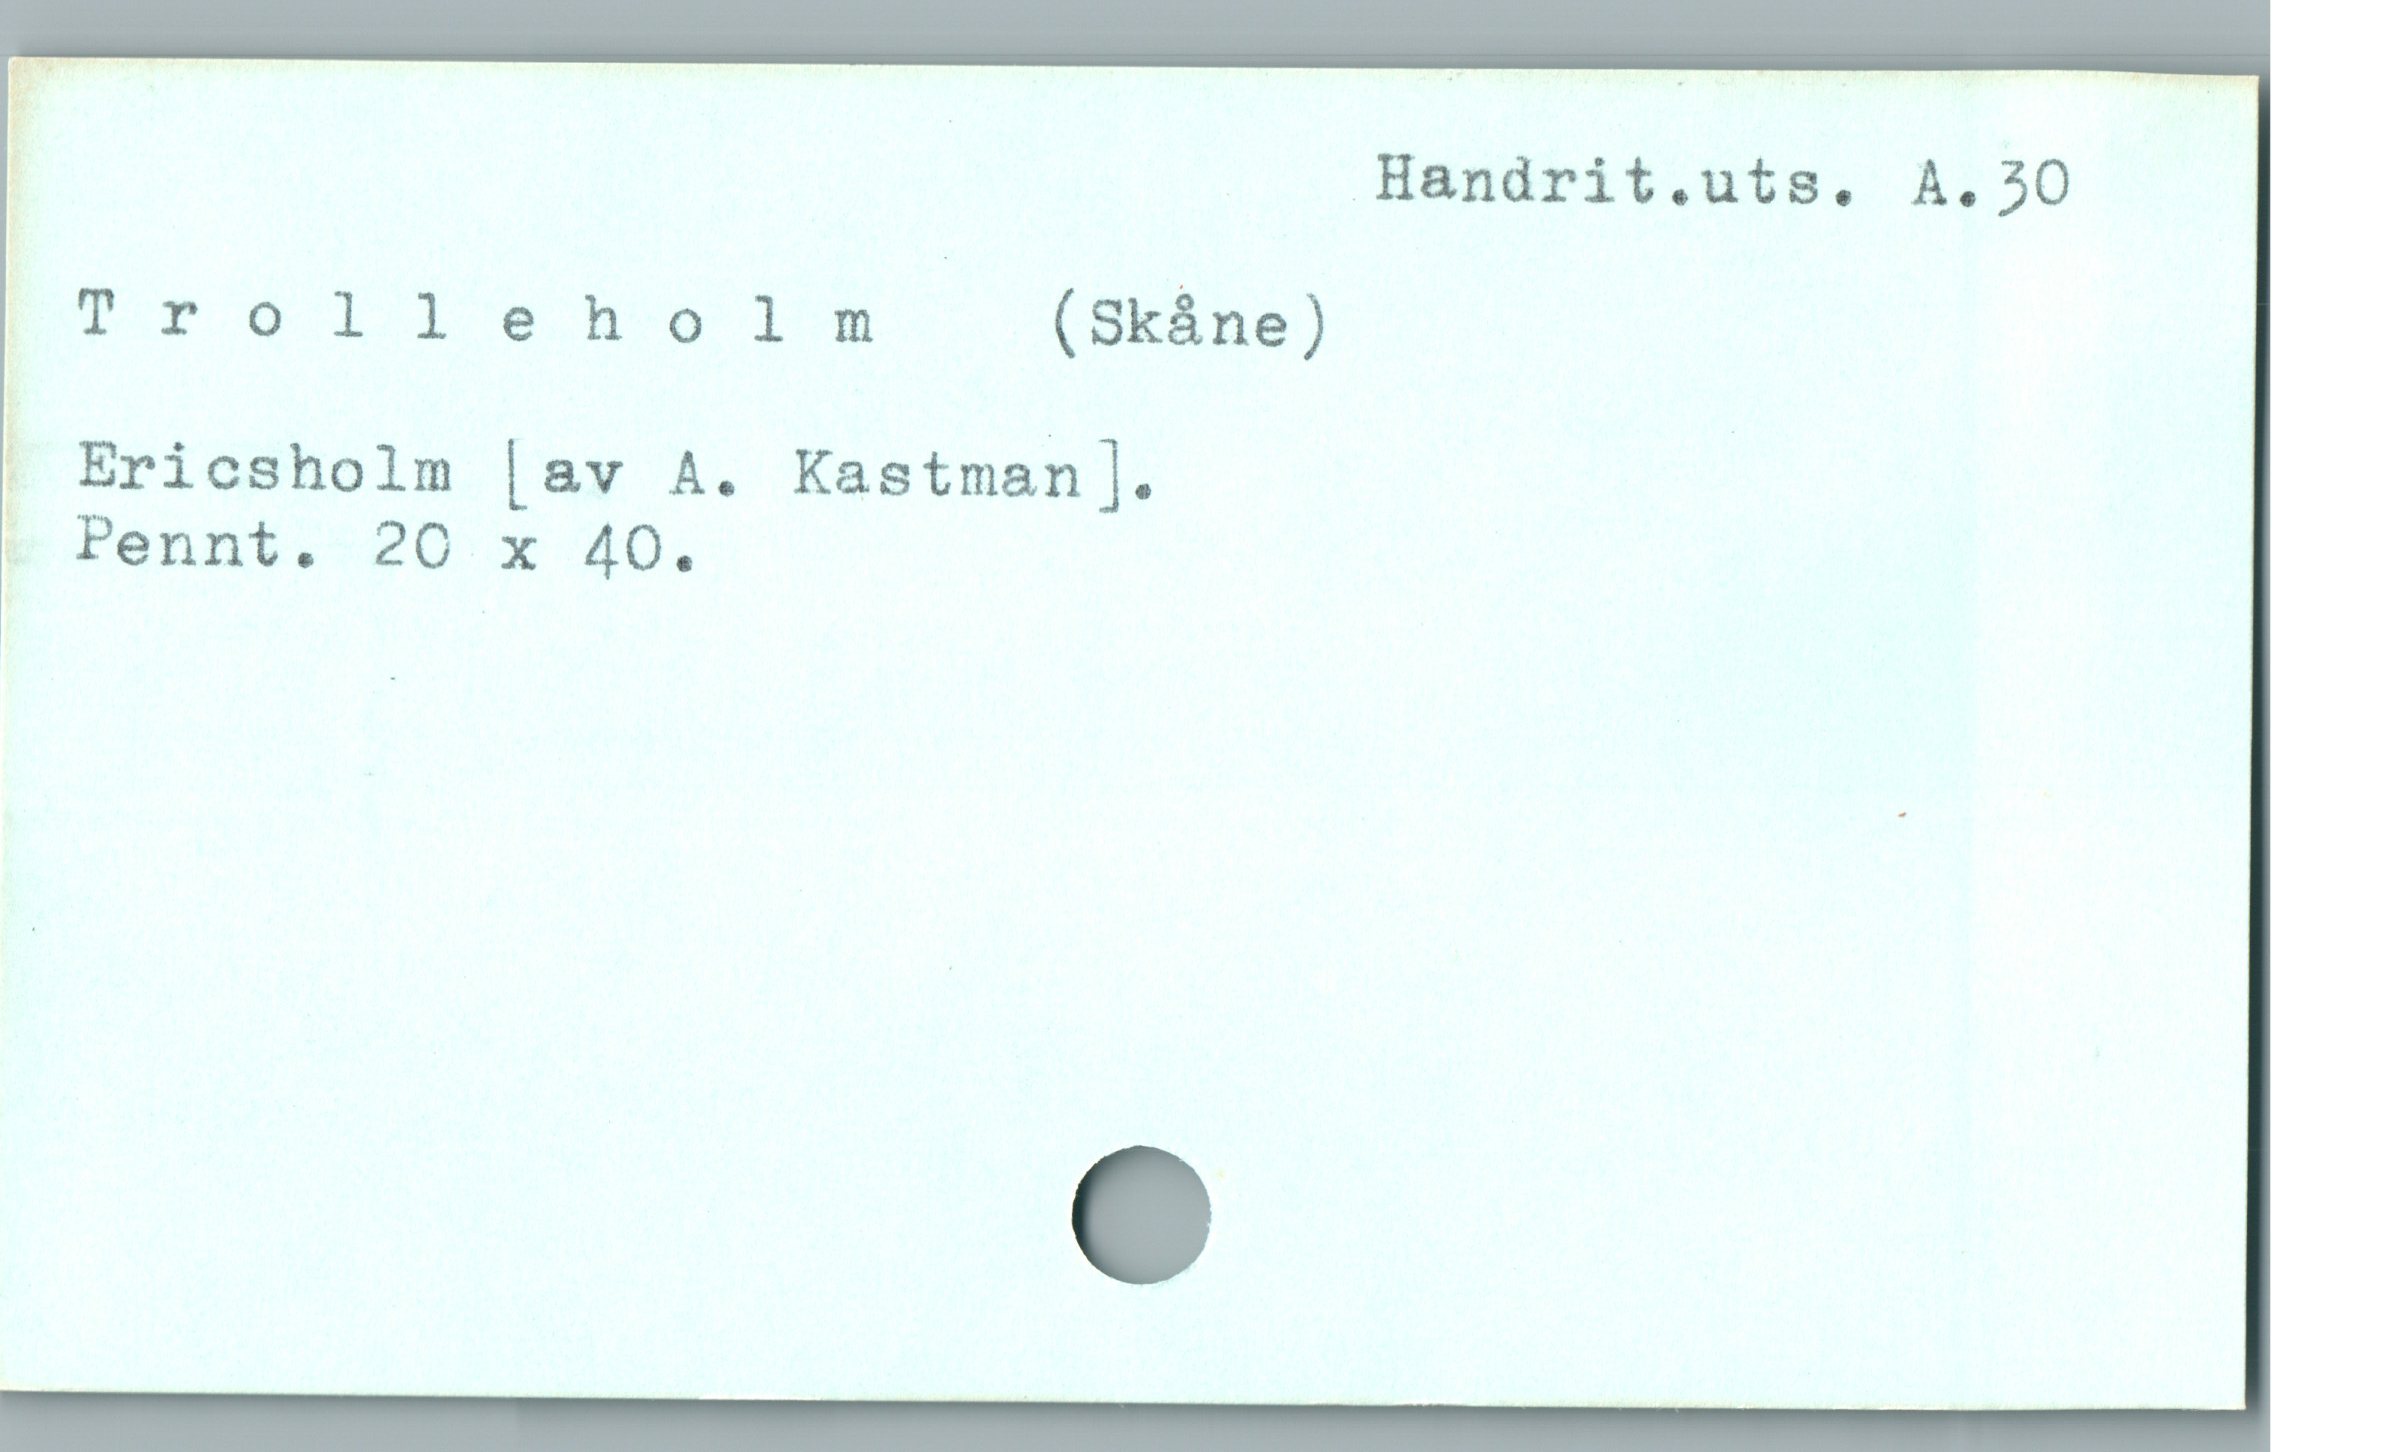 Handrit.uts. A.30
T r o l l e h o l m (Skåne)
Ericsholm [av A. Kastman].
Pennt. 20 x 40.